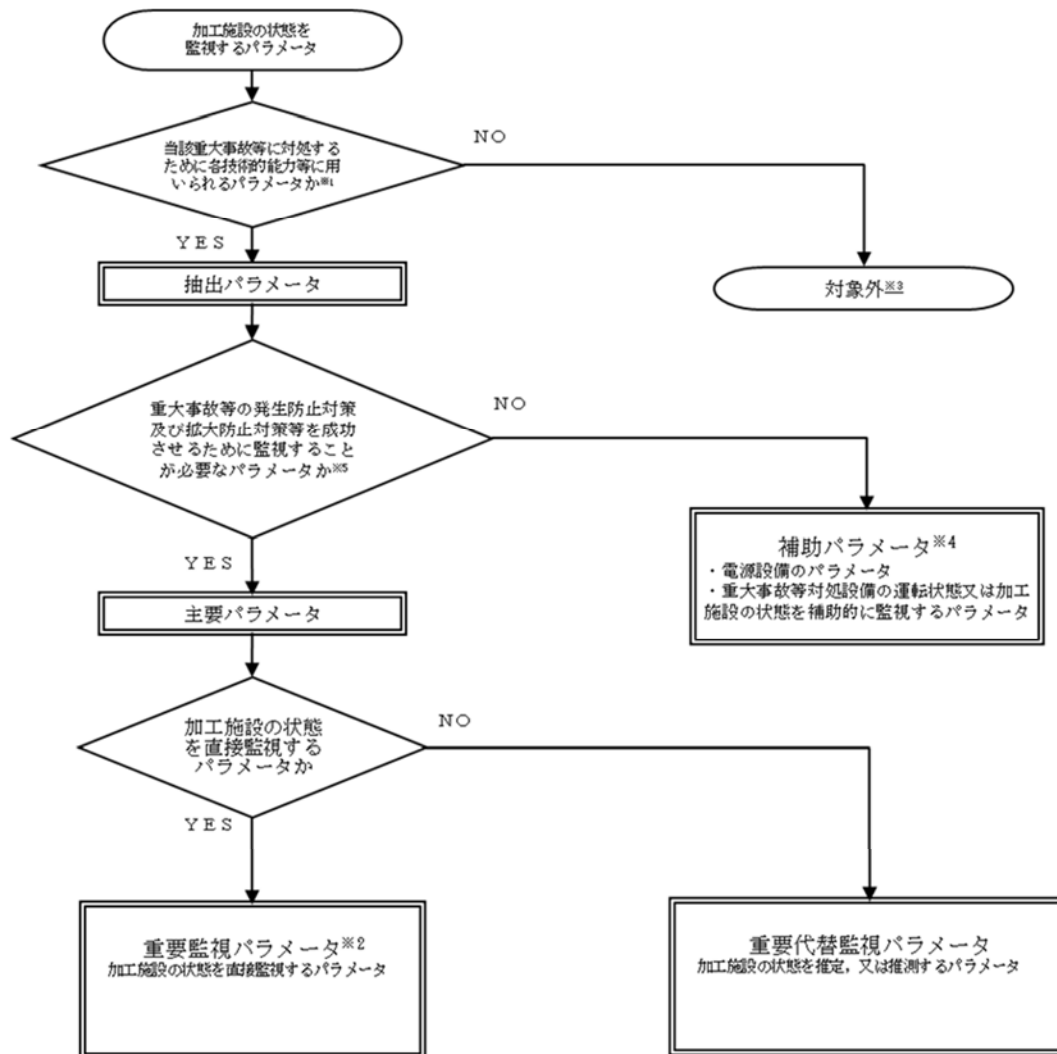 加工施設の状態を
監視するパラメータ
当該重大事故等に対処する
ために各技術的能力等に用
いられるパラメータか※1
NO
YES
抽出パラメータ
対象外※3
重大事故等の発生防止対策
及び拡大防止対策等を成功
させるために監視すること
が必要なパラメータか※5
NO
YES
補助パラメータ※4
・電源設備のパラメータ
・重大事故等対処設備の運転状態又は加工
施設の状態を補助的に監視するパラメータ
主要パラメータ
加工施設の状態
を直接監視する
パラメータか
NO
YES
重要監視パラメータ※2
加工施設の状態を直接監視するパラメータ
重要代替監視パラメータ
加工施設の状態を推定，又は推測するパラメータ